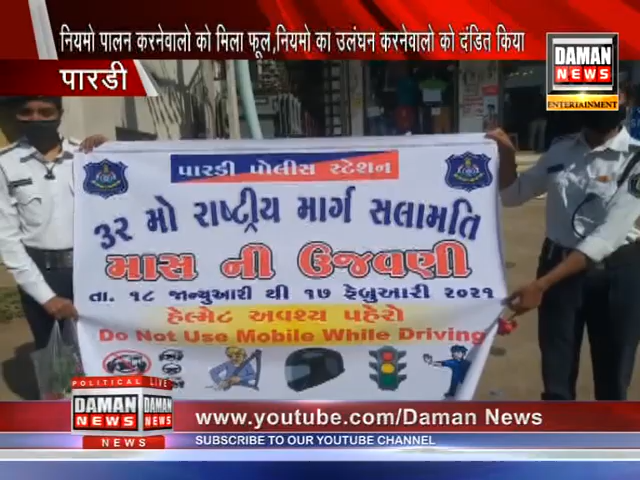 नियमो पालन करनेवालो को मिला फूल,नियमो का उलंघन करनेवालो को दंडित किया
पारडी
DAMAN
NEWS
ENTERTAINMENT
પારડી પોલીસ સ્ટેશન
૩૨ મો રાષ્ટ્રીય માર્ગ સલામતિ
માસ ની ઉજવણી
તા. ૧૮ જાન્યુઆરી થી ૧૭ ફેબ્રુઆરી ૨૦૨૧
હેલ્મેટ અવશ્ય પહેરો
Do Not Use Mobile While Driving
POLITICAL LIVE
DAMAN DAMAN
NEWS NEWS
NEWS
www.youtube.com/Daman News
SUBSCRIBE TO OUR YOUTUBE CHANNEL